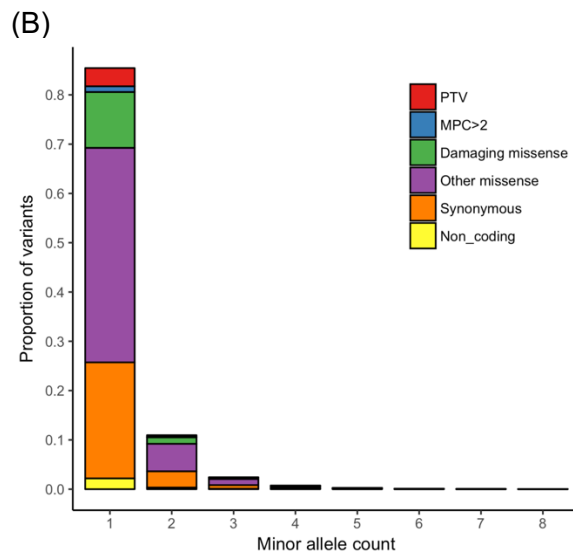 (B)
Proportion of variants
0.8
0.7
0.6
0.5
0.4
0.3
0.2
0.1
0.0
PTV
MPC>2
Damaging missense
Other missense
Synonymous
Non_coding
1 2 3 4 5 6 7 8
Minor allele count